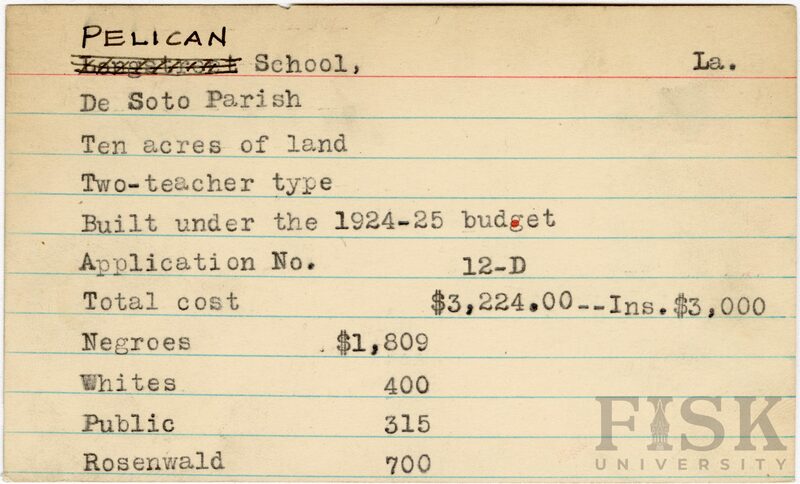 PELICAN
School, La.
De Soto Parish
Ten acres of land
Two-teacher type
Built under the 1924-25 budget
Application No. 12-D
Total cost $3,224.00--Ins.$3,000
Negroes $1,809
Whites 400
Public 315
Rosenwald 700
FISK
UNIVERSITY